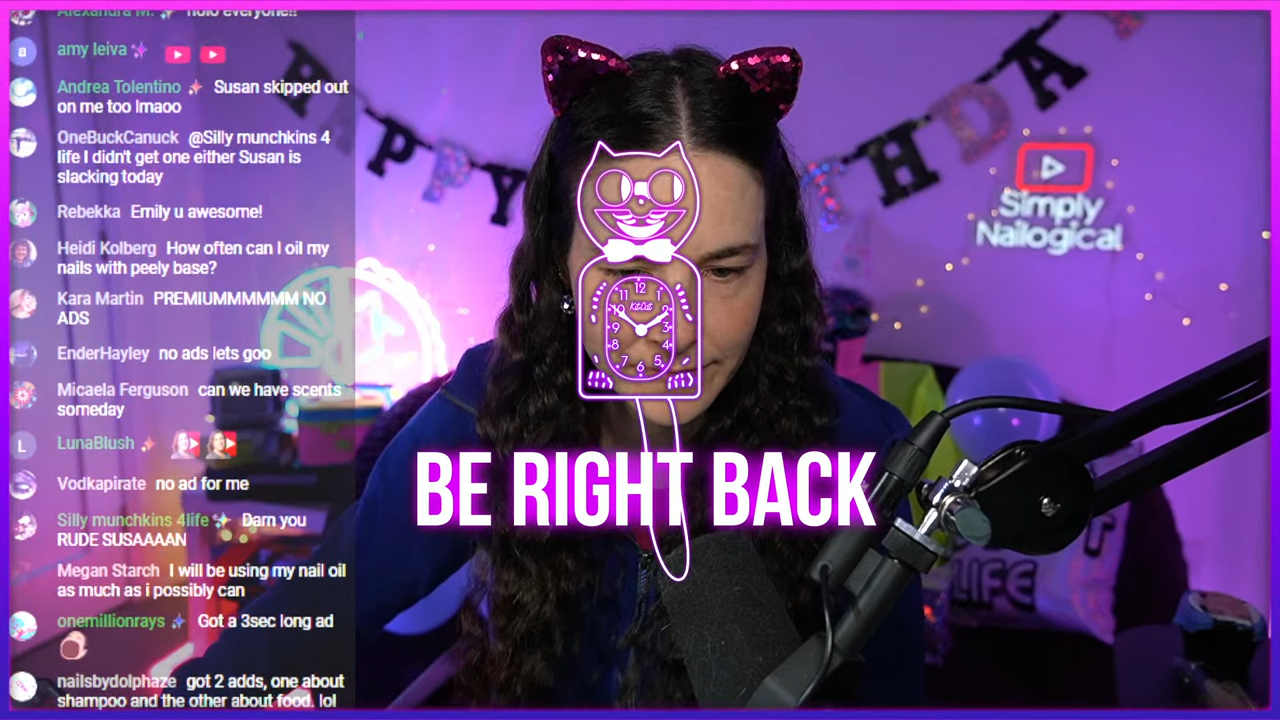 Alexandra M. holo everyone!!
a amy leiva
Andrea Tolentino Susan skipped out
on me too lmaoo
OneBuckCanuck @Silly munchkins 4
life I didn't get one either Susan is
slacking today
Rebekka Emily u awesome!
Heidi Kolberg How often can I oil my
nails with peely base?
Kara Martin PREMIUMMMMMM NO
ADS
EnderHayley no ads lets goo
Micaela Ferguson can we have scents
someday
L LunaBlush
Vodkapirate no ad for me
Silly munchkins 4life Darn you
RUDE SUSAAAAN
Megan Starch I will be using my nail oil
as much as i possibly can
onemillionrays Got a 3sec long ad
nailsbydolphaze got 2 adds, one about
shampoo and the other about food. lol
HAPPY
HDA
Simply
Nailogical
12
11 1
10 KitCat 2
9 3
8 4
7 5
6
BE RIGHT BACK
LIFE